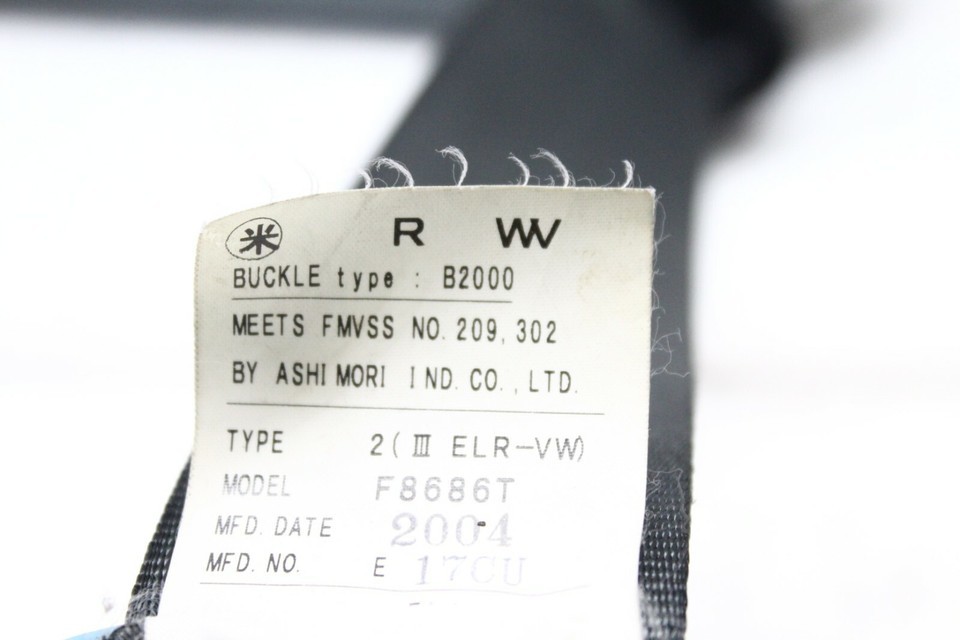 米 R W
BUCKLE type : B2000
MEETS FMVSS NO. 209, 302
BY ASHIMORI IND. CO., LTD.
TYPE 2(Ⅲ ELR-VW)
MODEL F8686T
MFD. DATE 2004
MFD. NO. E 17CU